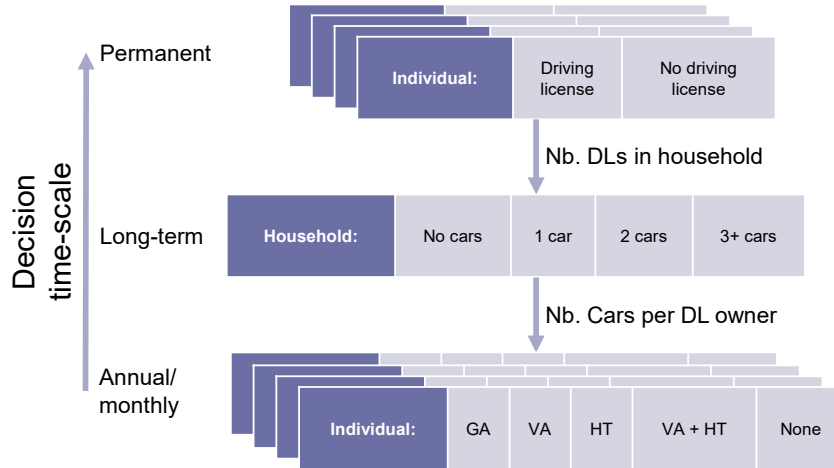 Permanent
Individual:
Driving
license
No driving
license
Nb. DLs in household
Decision
time-scale
Long-term
Household:
No cars
1 car
2 cars
3+ cars
Nb. Cars per DL owner
Annual/
monthly
Individual:
GA
VA
HT
VA + HT
None